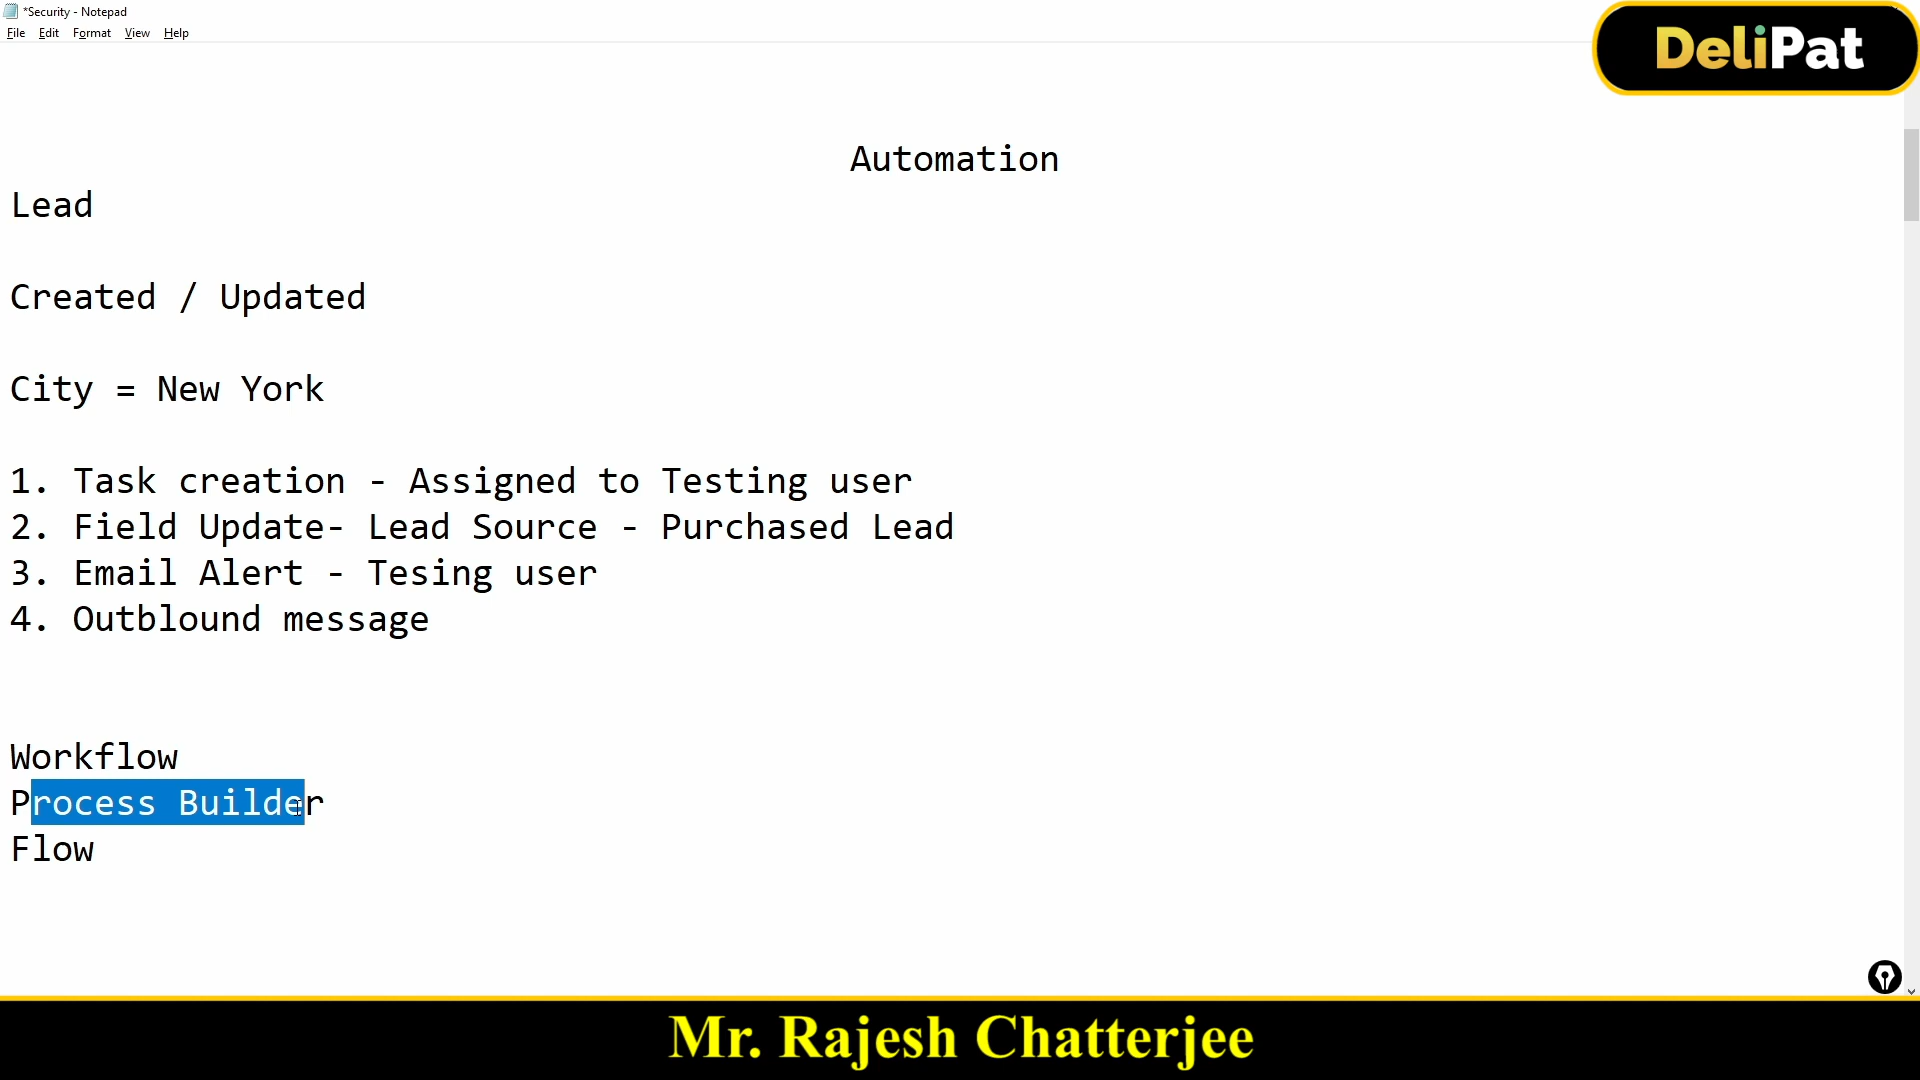 *Security - Notepad
File Edit Format View Help
DeliPat
Automation
Lead
Created / Updated
City = New York
1. Task creation - Assigned to Testing user
2. Field Update- Lead Source - Purchased Lead
3. Email Alert - Tesing user
4. Outblound message
Workflow
Process Builder
Flow
Mr. Rajesh Chatterjee